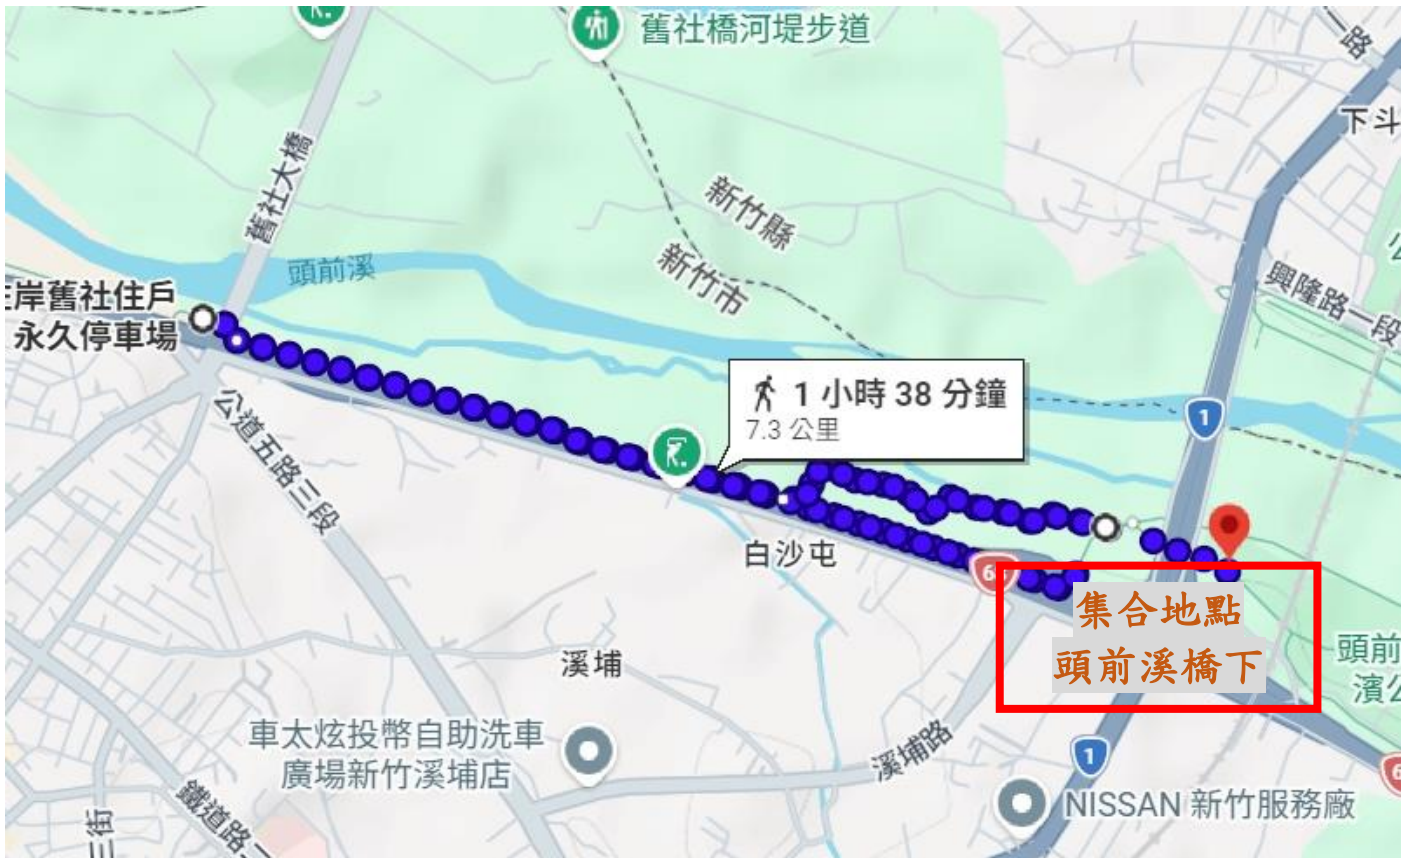 舊社橋河堤步道
路
下斗
舊社大橋
新竹縣
新竹市
頭前溪
興隆路一段
岸舊社住戶
永久停車場
1 小時 38 分鐘
7.3 公里
1
公道五路三段
白沙屯
6
集合地點
頭前溪橋下
溪埔
頭前
濱公
車太炫投幣自助洗車
廣場新竹溪埔店
溪埔路
1
6
NISSAN 新竹服務廠
鐵道路二
三街